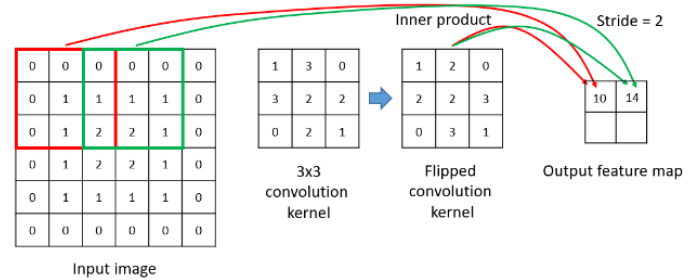 Inner product
Stride = 2
0 0 0 0 0 0
0 1 1 1 1 0
0 1 2 2 1 0
0 1 2 2 1 0
0 1 1 1 1 0
0 0 0 0 0 0
Input image
1 3 0
3 2 2
0 2 1
3x3
convolution
kernel
1 2 0
2 2 3
0 3 1
Flipped
convolution
kernel
10 14
Output feature map